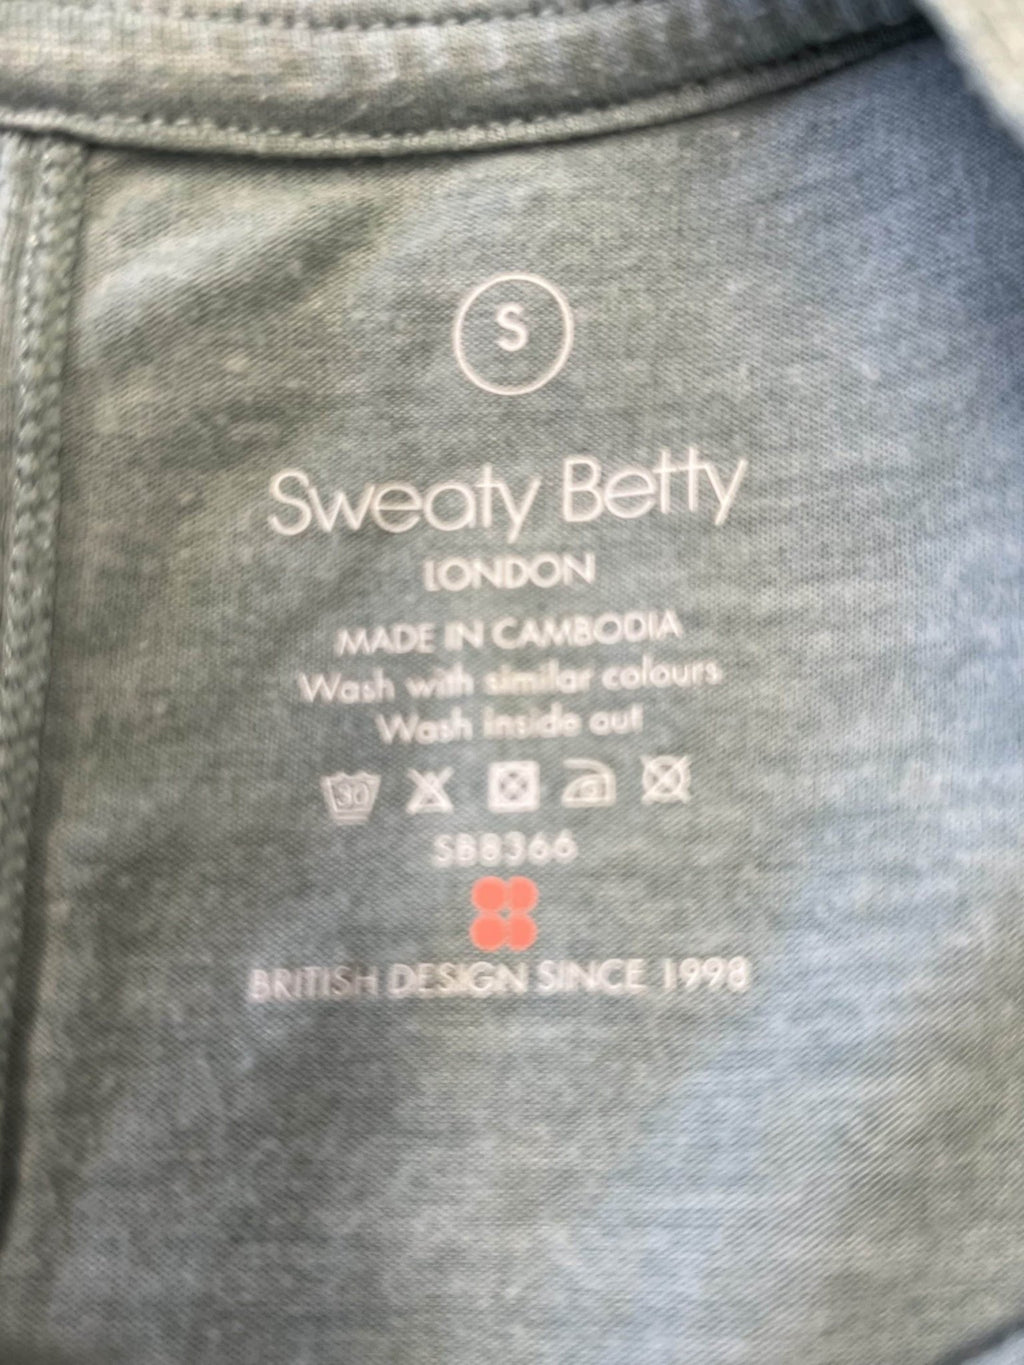 S
Sweaty Betty
LONDON
MADE IN CAMBODIA
Wash with similar colours
Wash inside out
30
SB8366
BRITISH DESIGN SINCE 1998